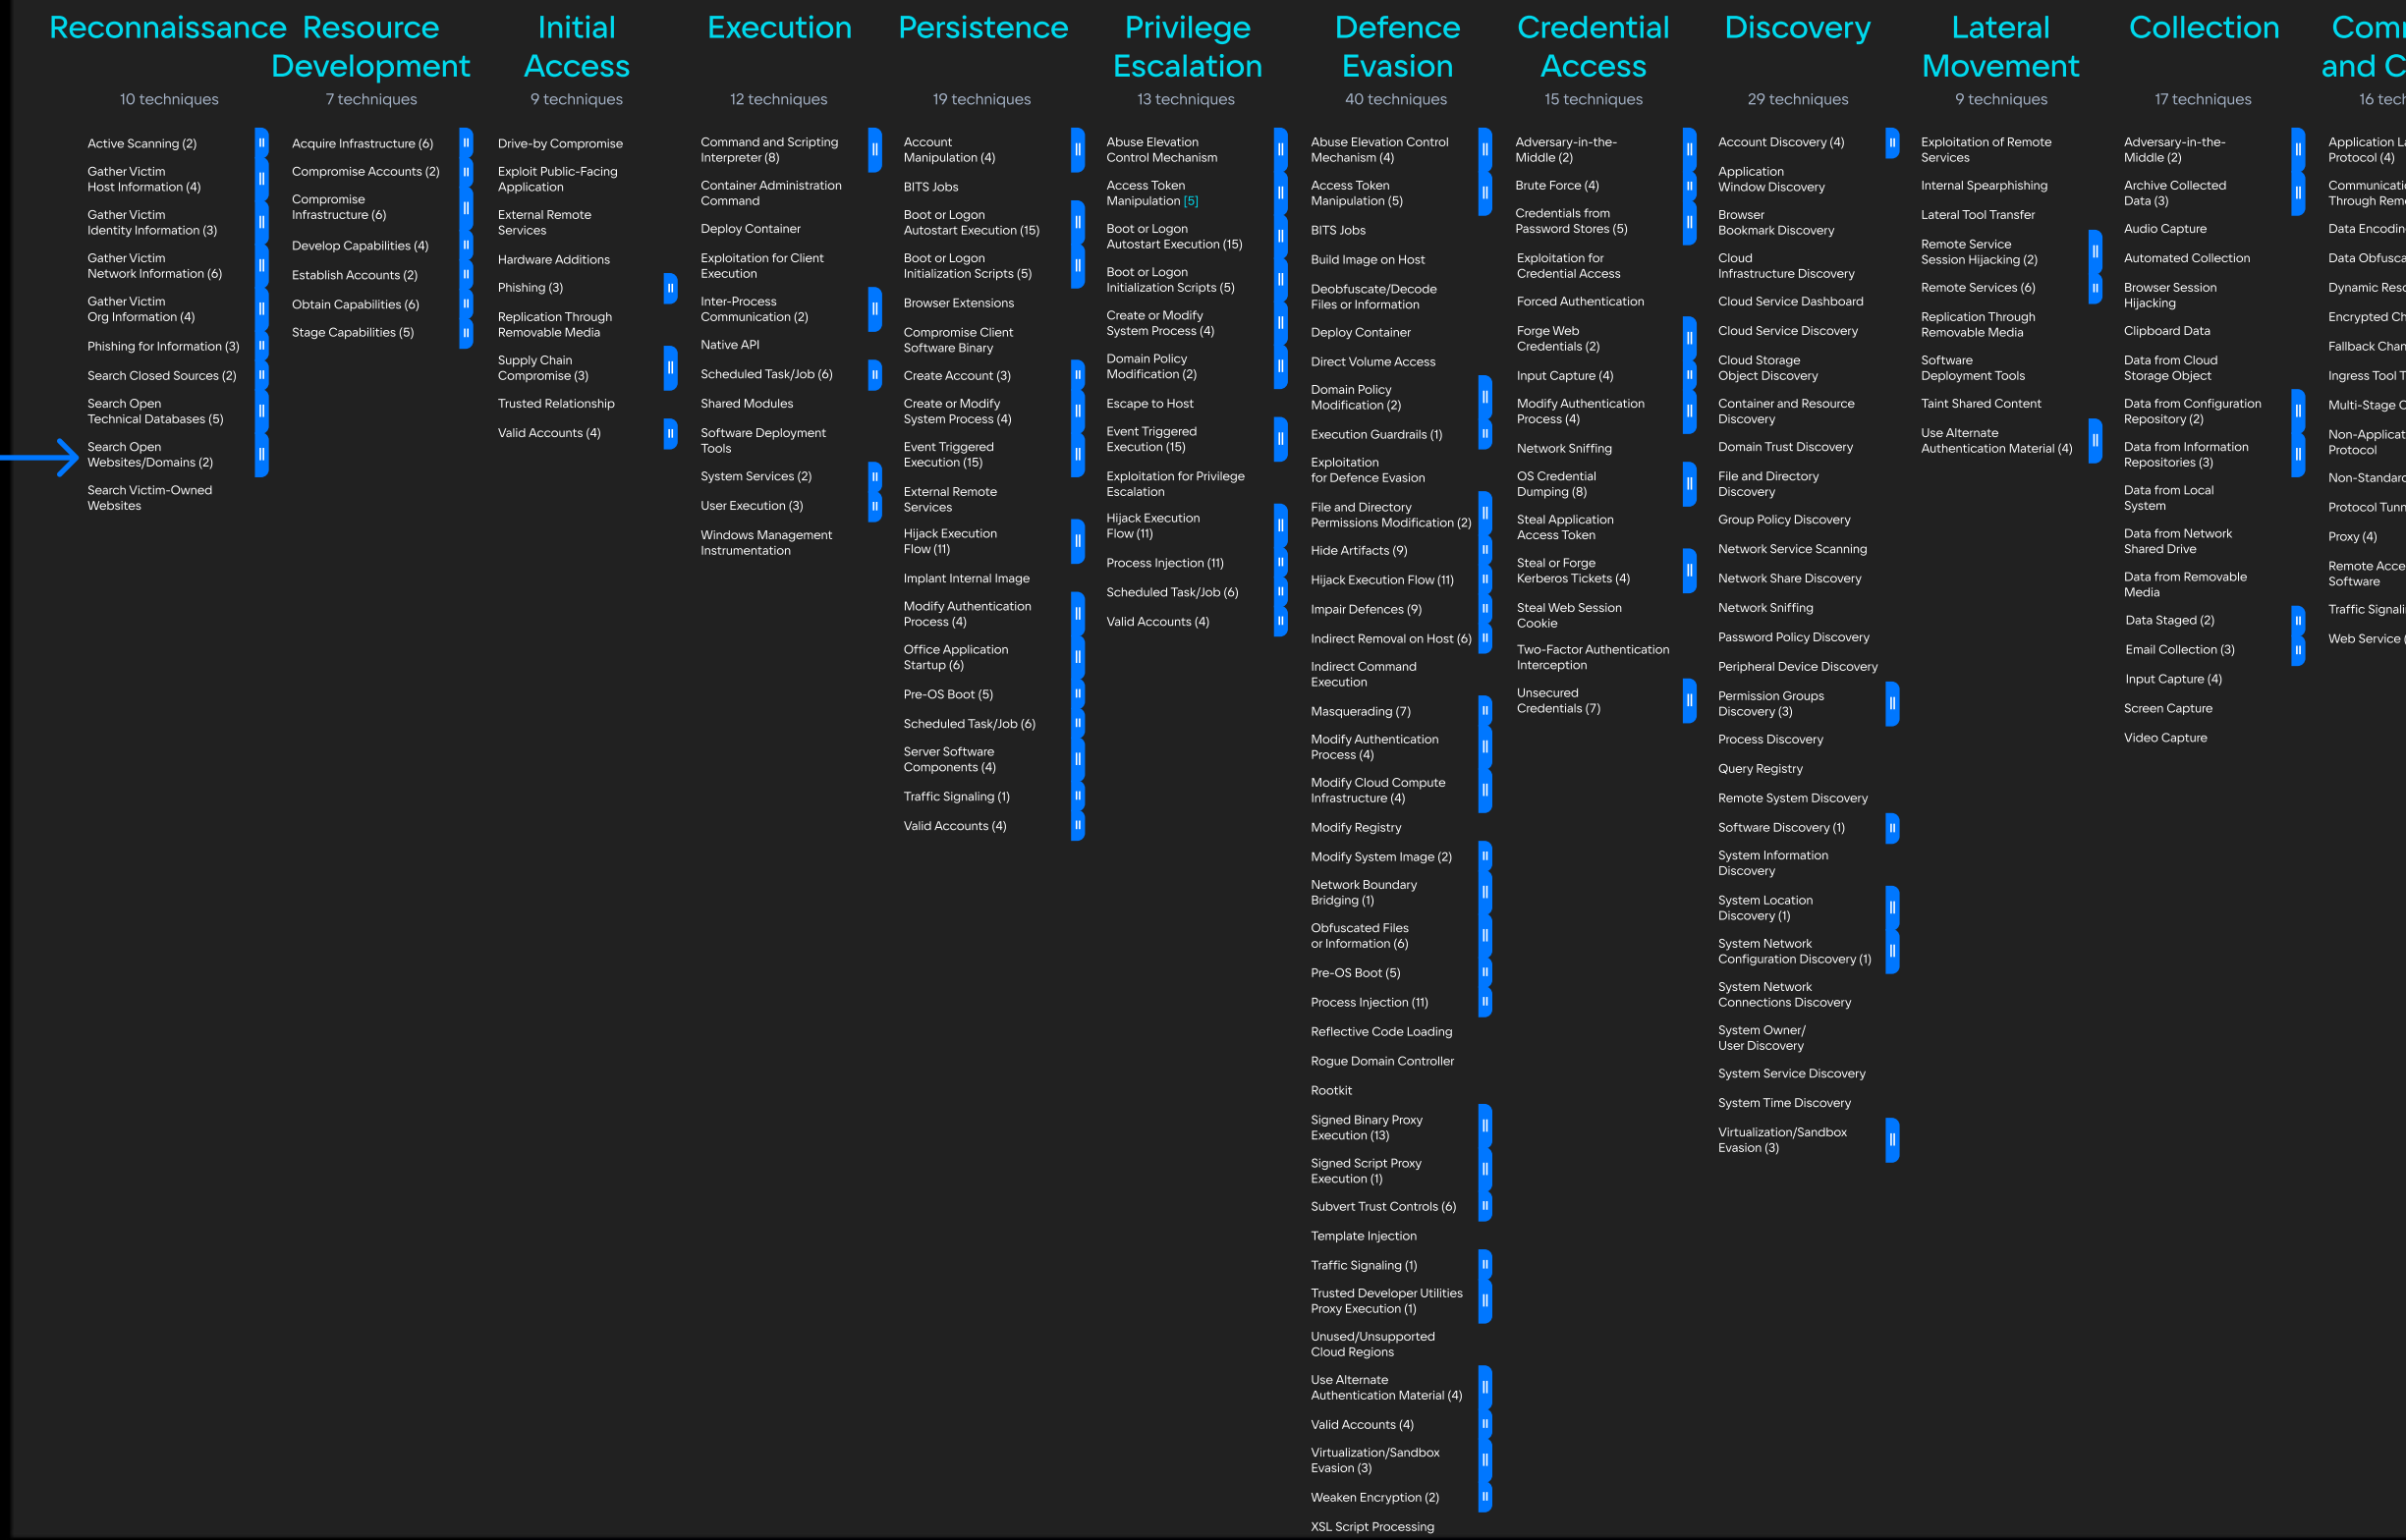 Reconnaissance
10 techniques
Active Scanning (2)
Gather Victim
Host Information (4)
Gather Victim
Identity Information (3)
Gather Victim
Network Information (6)
Gather Victim
Org Information (4)
Phishing for Information (3)
Search Closed Sources (2)
Search Open
Technical Databases (5)
Search Open
Websites/Domains (2)
Search Victim-Owned
Websites
Resource
Development
7 techniques
Acquire Infrastructure (6)
Compromise Accounts (2)
Compromise
Infrastructure (6)
Develop Capabilities (4)
Establish Accounts (2)
Obtain Capabilities (6)
Stage Capabilities (5)
Initial
Access
9 techniques
Drive-by Compromise
Exploit Public-Facing
Application
External Remote
Services
Hardware Additions
Phishing (3)
Replication Through
Removable Media
Supply Chain
Compromise (3)
Trusted Relationship
Valid Accounts (4)
Execution
12 techniques
Command and Scripting
Interpreter (8)
Container Administration
Command
Deploy Container
Exploitation for Client
Execution
Inter-Process
Communication (2)
Native API
Scheduled Task/Job (6)
Shared Modules
Software Deployment
Tools
System Services (2)
User Execution (3)
Windows Management
Instrumentation
Persistence
19 techniques
Account
Manipulation (4)
BITS Jobs
Boot or Logon
Autostart Execution (15)
Boot or Logon
Initialization Scripts (5)
Browser Extensions
Compromise Client
Software Binary
Create Account (3)
Create or Modify
System Process (4)
Event Triggered
Execution (15)
External Remote
Services
Hijack Execution
Flow (11)
Implant Internal Image
Modify Authentication
Process (4)
Office Application
Startup (6)
Pre-OS Boot (5)
Scheduled Task/Job (6)
Server Software
Components (4)
Traffic Signaling (1)
Valid Accounts (4)
Privilege
Escalation
13 techniques
Abuse Elevation
Control Mechanism
Access Token
Manipulation [5]
Boot or Logon
Autostart Execution (15)
Boot or Logon
Initialization Scripts (5)
Create or Modify
System Process (4)
Domain Policy
Modification (2)
Escape to Host
Event Triggered
Execution (15)
Exploitation for Privilege
Escalation
Hijack Execution
Flow (11)
Process Injection (11)
Scheduled Task/Job (6)
Valid Accounts (4)
Defence
Evasion
40 techniques
Abuse Elevation Control
Mechanism (4)
Access Token
Manipulation (5)
BITS Jobs
Build Image on Host
Deobfuscate/Decode
Files or Information
Deploy Container
Direct Volume Access
Domain Policy
Modification (2)
Execution Guardrails (1)
Exploitation
for Defence Evasion
File and Directory
Permissions Modification (2)
Hide Artifacts (9)
Hijack Execution Flow (11)
Impair Defences (9)
Indirect Removal on Host (6)
Indirect Command
Execution
Masquerading (7)
Modify Authentication
Process (4)
Modify Cloud Compute
Infrastructure (4)
Modify Registry
Modify System Image (2)
Network Boundary
Bridging (1)
Obfuscated Files
or Information (6)
Pre-OS Boot (5)
Process Injection (11)
Reflective Code Loading
Rogue Domain Controller
Rootkit
Signed Binary Proxy
Execution (13)
Signed Script Proxy
Execution (1)
Subvert Trust Controls (6)
Template Injection
Traffic Signaling (1)
Trusted Developer Utilities
Proxy Execution (1)
Unused/Unsupported
Cloud Regions
Use Alternate
Authentication Material (4)
Valid Accounts (4)
Virtualization/Sandbox
Evasion (3)
Weaken Encryption (2)
XSL Script Processing
Credential
Access
15 techniques
Adversary-in-the-
Middle (2)
Brute Force (4)
Credentials from
Password Stores (5)
Exploitation for
Credential Access
Forced Authentication
Forge Web
Credentials (2)
Input Capture (4)
Modify Authentication
Process (4)
Network Sniffing
OS Credential
Dumping (8)
Steal Application
Access Token
Steal or Forge
Kerberos Tickets (4)
Steal Web Session
Cookie
Two-Factor Authentication
Interception
Unsecured
Credentials (7)
Discovery
29 techniques
Account Discovery (4)
Application
Window Discovery
Browser
Bookmark Discovery
Cloud
Infrastructure Discovery
Cloud Service Dashboard
Cloud Service Discovery
Cloud Storage
Object Discovery
Container and Resource
Discovery
Domain Trust Discovery
File and Directory
Discovery
Group Policy Discovery
Network Service Scanning
Network Share Discovery
Network Sniffing
Password Policy Discovery
Peripheral Device Discovery
Permission Groups
Discovery (3)
Process Discovery
Query Registry
Remote System Discovery
Software Discovery (1)
System Information
Discovery
System Location
Discovery (1)
System Network
Configuration Discovery (1)
System Network
Connections Discovery
System Owner/
User Discovery
System Service Discovery
System Time Discovery
Virtualization/Sandbox
Evasion (3)
Lateral
Movement
9 techniques
Exploitation of Remote
Services
Internal Spearphishing
Lateral Tool Transfer
Remote Service
Session Hijacking (2)
Remote Services (6)
Replication Through
Removable Media
Software
Deployment Tools
Taint Shared Content
Use Alternate
Authentication Material (4)
Collection
17 techniques
Adversary-in-the-
Middle (2)
Archive Collected
Data (3)
Audio Capture
Automated Collection
Browser Session
Hijacking
Clipboard Data
Data from Cloud
Storage Object
Data from Configuration
Repository (2)
Data from Information
Repositories (3)
Data from Local
System
Data from Network
Shared Drive
Data from Removable
Media
Data Staged (2)
Email Collection (3)
Input Capture (4)
Screen Capture
Video Capture
and
16
Application
Protocol (4)
Through
Data
Data
Dynamic
Encrypted
Fallback
Ingress Tool
Multi-Stage
Protocol
Protocol
Proxy (4)
Remote
Software
Traffic
Web Service